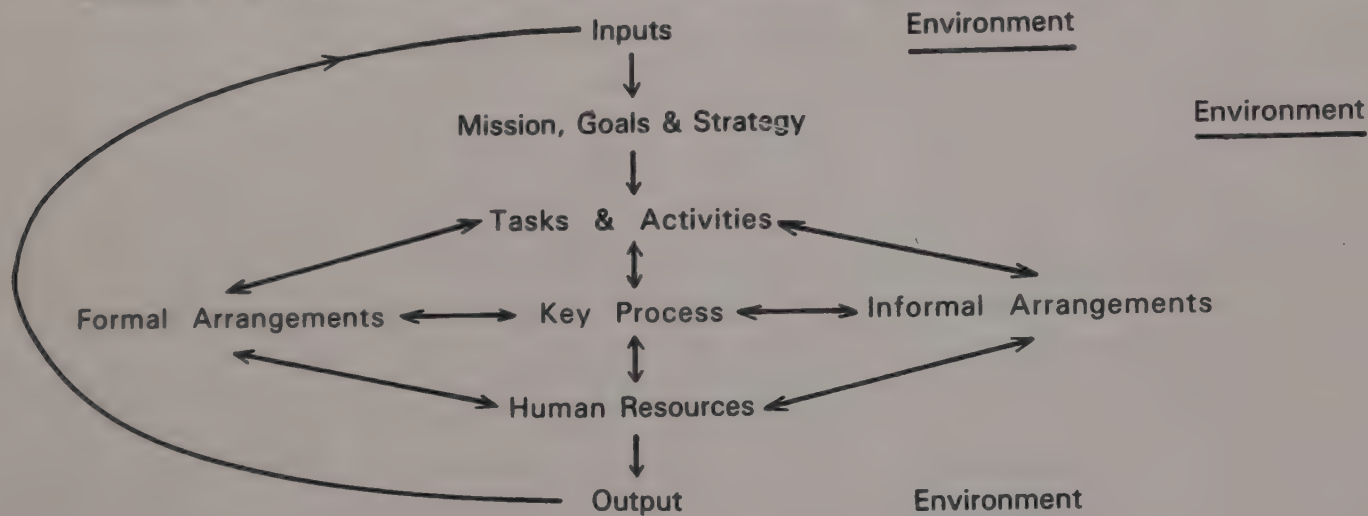 Inputs Environment
Mission, Goals & Strategy Environment
Tasks & Activities
Formal Arrangements Key Process Informal Arrangements
Human Resources
Output Environment